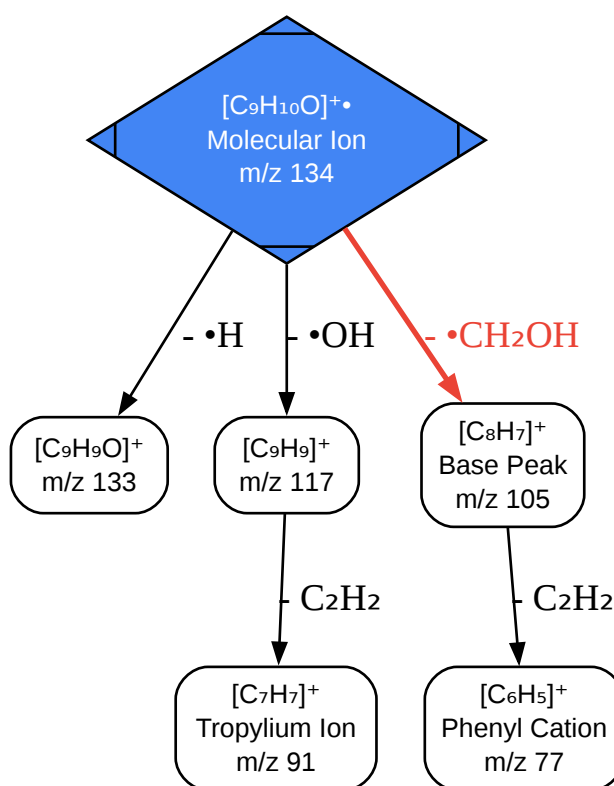 [C₉H₁₀O]⁺•
Molecular Ion
m/z 134
- •H
- •OH
- •CH₂OH
[C₉H₉O]⁺
m/z 133
[C₉H₉]⁺
m/z 117
[C₈H₇]⁺
Base Peak
m/z 105
- C₂H₂
- C₂H₂
[C₇H₇]⁺
Tropylium Ion
m/z 91
[C₆H₅]⁺
Phenyl Cation
m/z 77